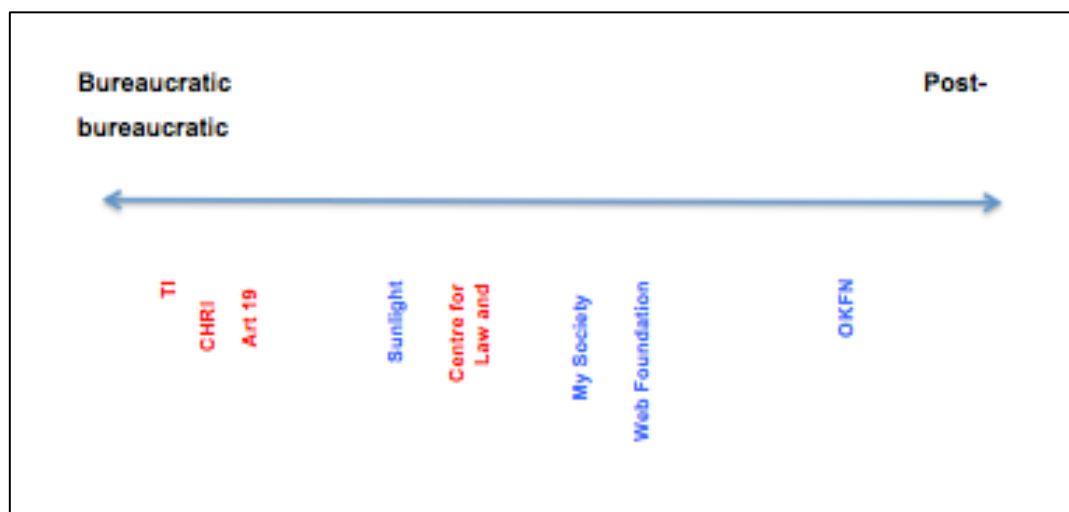 Bureaucratic Post-
bureaucratic
TI
CHRI
Art 19
Sunlight
Centre for
Law and
My Society
Web Foundation
OKFN